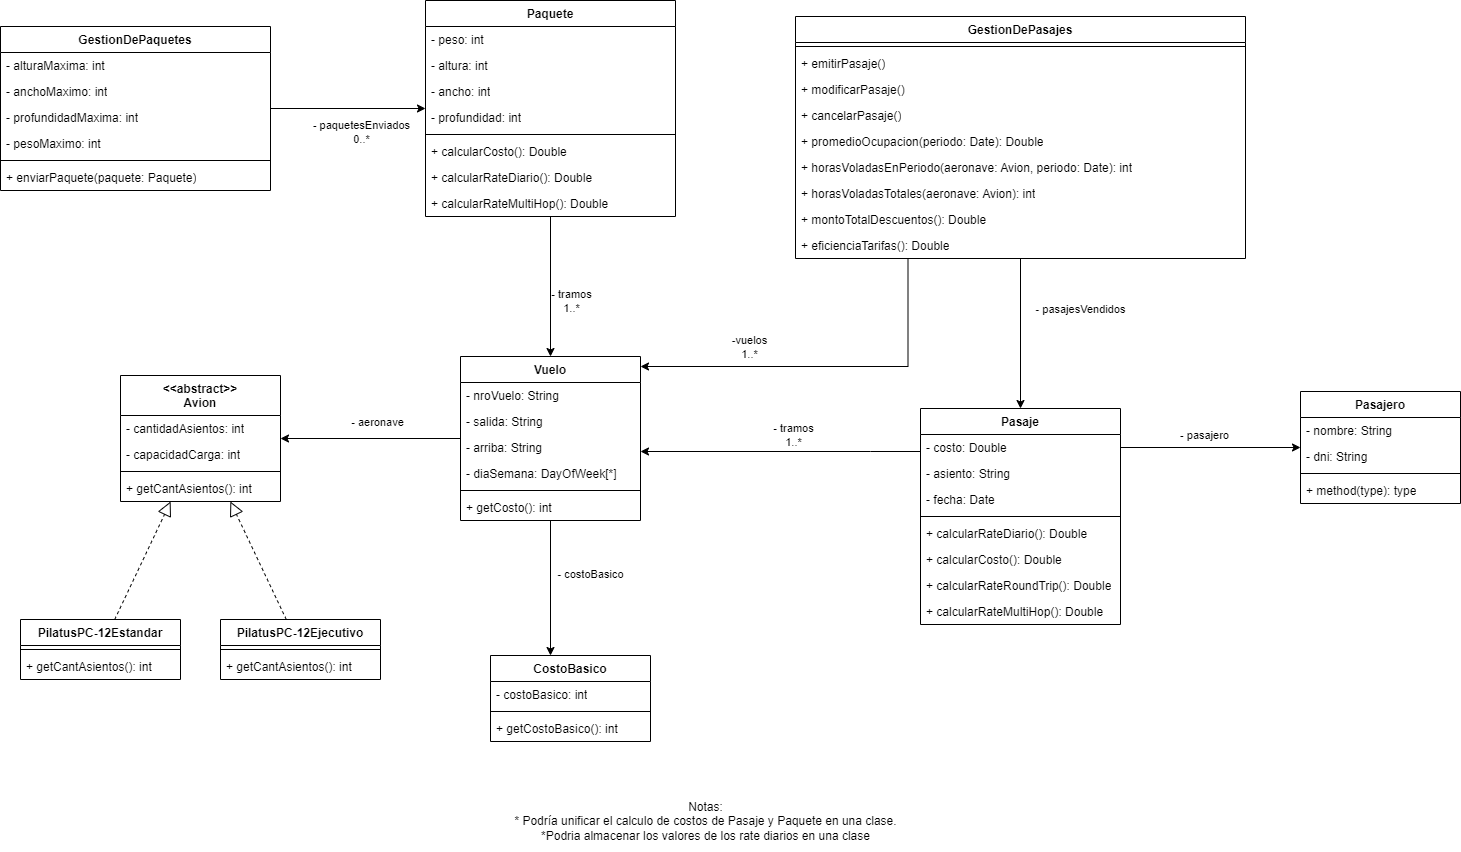 GestionDePaquetes
- alturaMaxima: int
- anchoMaximo: int
- profundidadMaxima: int
- pesoMaximo: int
+ enviarPaquete(paquete: Paquete)
- paquetesEnviados
0..*
Paquete
- peso: int
- altura: int
- ancho: int
- profundidad: int
+ calcularCosto(): Double
+ calcularRateDiario(): Double
+ calcularRateMultiHop(): Double
GestionDePasajes
+ emitirPasaje()
+ modificarPasaje()
+ cancelarPasaje()
+ promedioOcupacion(periodo: Date): Double
+ horasVoladasEnPeriodo(aeronave: Avion, periodo: Date): int
+ horasVoladasTotales(aeronave: Avion): int
+ montoTotalDescuentos(): Double
+ eficienciaTarifas(): Double
- tramos
1..*
-vuelos
1..*
- pasajesVendidos
<<abstract>>
Avion
- cantidadAsientos: int
- capacidadCarga: int
+ getCantAsientos(): int
- aeronave
Vuelo
- nroVuelo: String
- salida: String
- arriba: String
- diaSemana: DayOfWeek[*]
+ getCosto(): int
- tramos
1..*
Pasaje
- costo: Double
- asiento: String
- fecha: Date
+ calcularRateDiario(): Double
+ calcularCosto(): Double
+ calcularRateRoundTrip(): Double
+ calcularRateMultiHop(): Double
- pasajero
Pasajero
- nombre: String
- dni: String
+ method(type): type
- costoBasico
PilatusPC-12Estandar
+ getCantAsientos(): int
PilatusPC-12Ejecutivo
+ getCantAsientos(): int
CostoBasico
- costoBasico: int
+ getCostoBasico(): int
Notas:
* Podría unificar el calculo de costos de Pasaje y Paquete en una clase.
*Podria almacenar los valores de los rate diarios en una clase